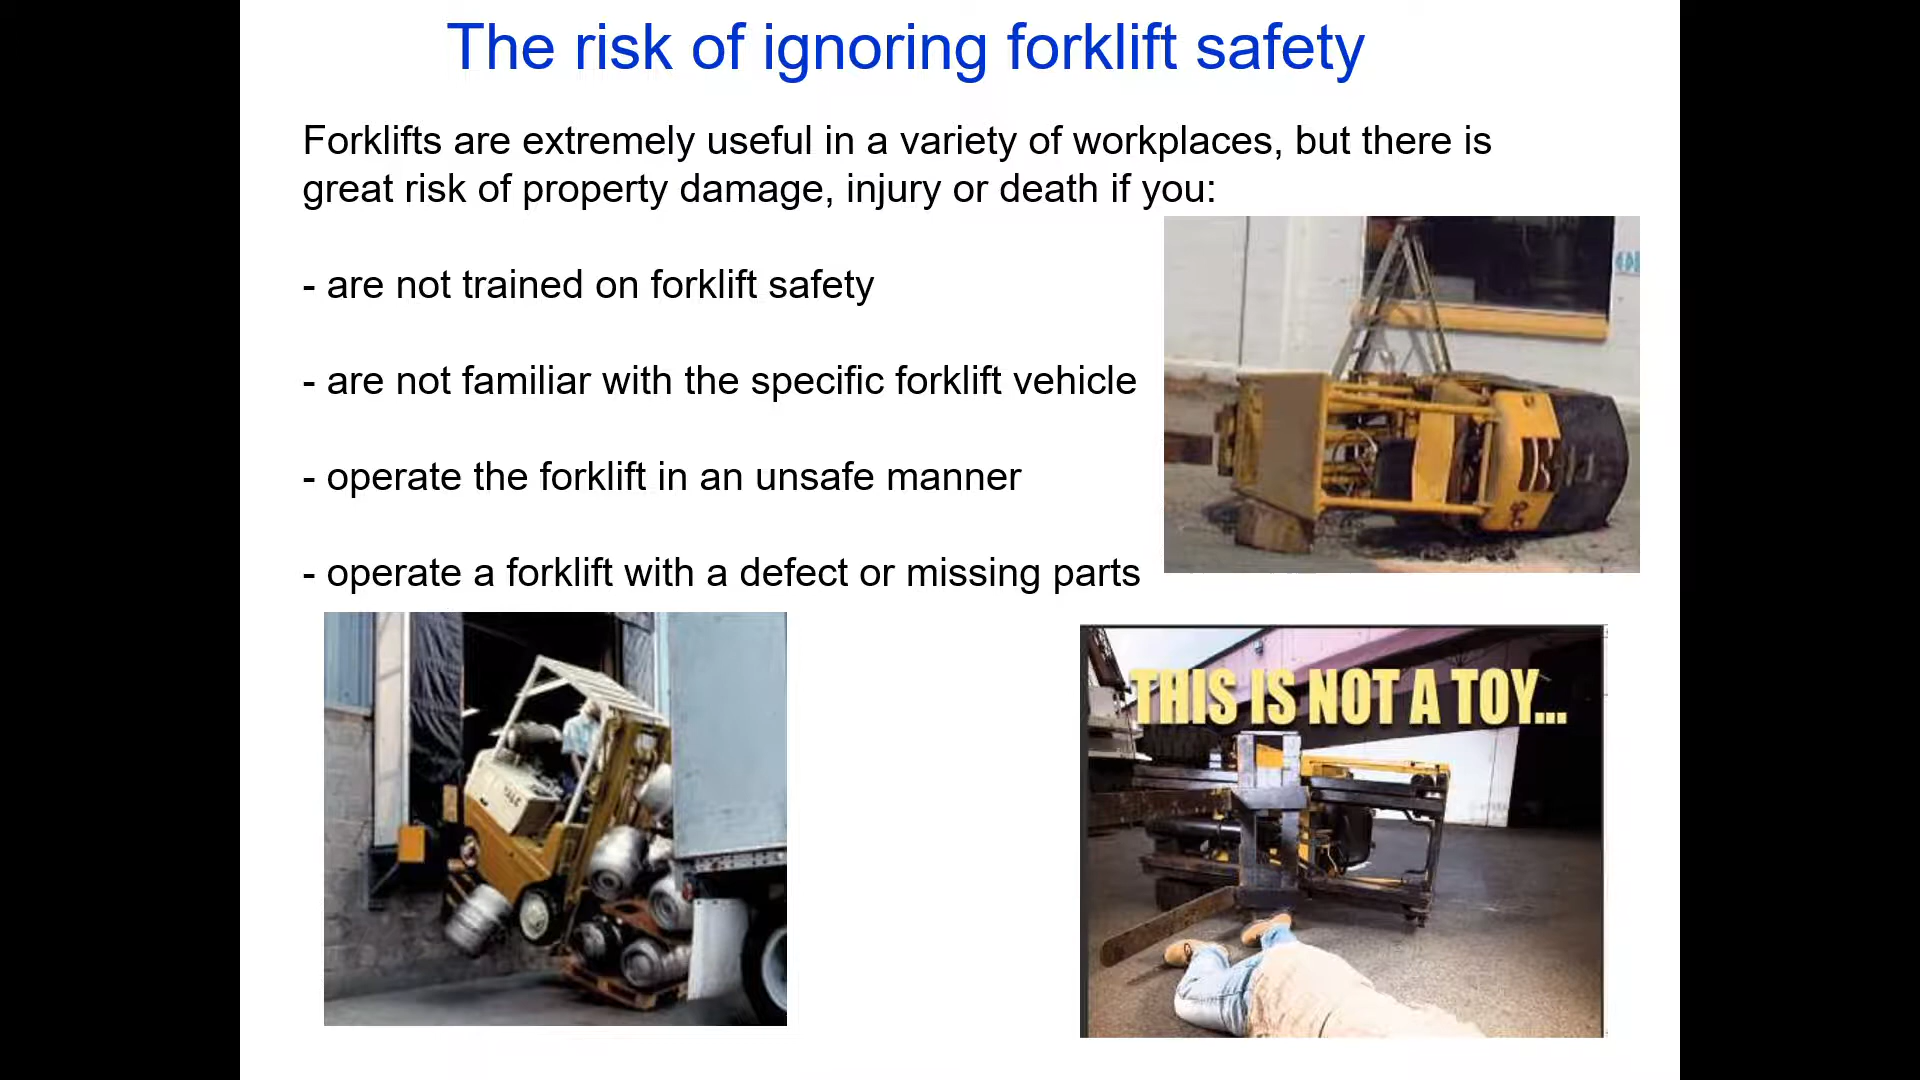 The risk of ignoring forklift safety
Forklifts are extremely useful in a variety of workplaces, but there is
great risk of property damage, injury or death if you:
- are not trained on forklift safety
- are not familiar with the specific forklift vehicle
- operate the forklift in an unsafe manner
- operate a forklift with a defect or missing parts
THIS IS NOT A TOY...